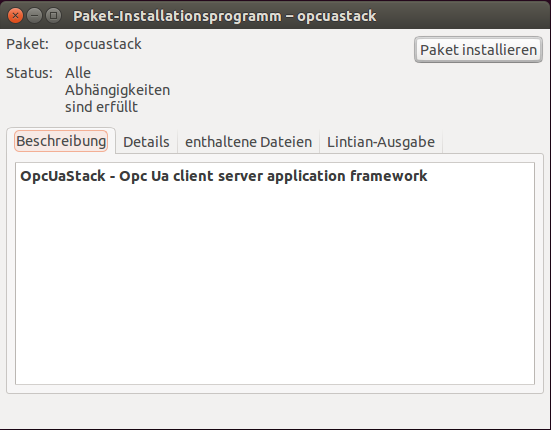 Paket-Installationsprogramm – opcuastack
Paket: opcuastack
Paket installieren
Status: Alle
Abhängigkeiten
sind erfüllt
Beschreibung Details enthaltene Dateien Lintian-Ausgabe
OpcUaStack - Opc Ua client server application framework